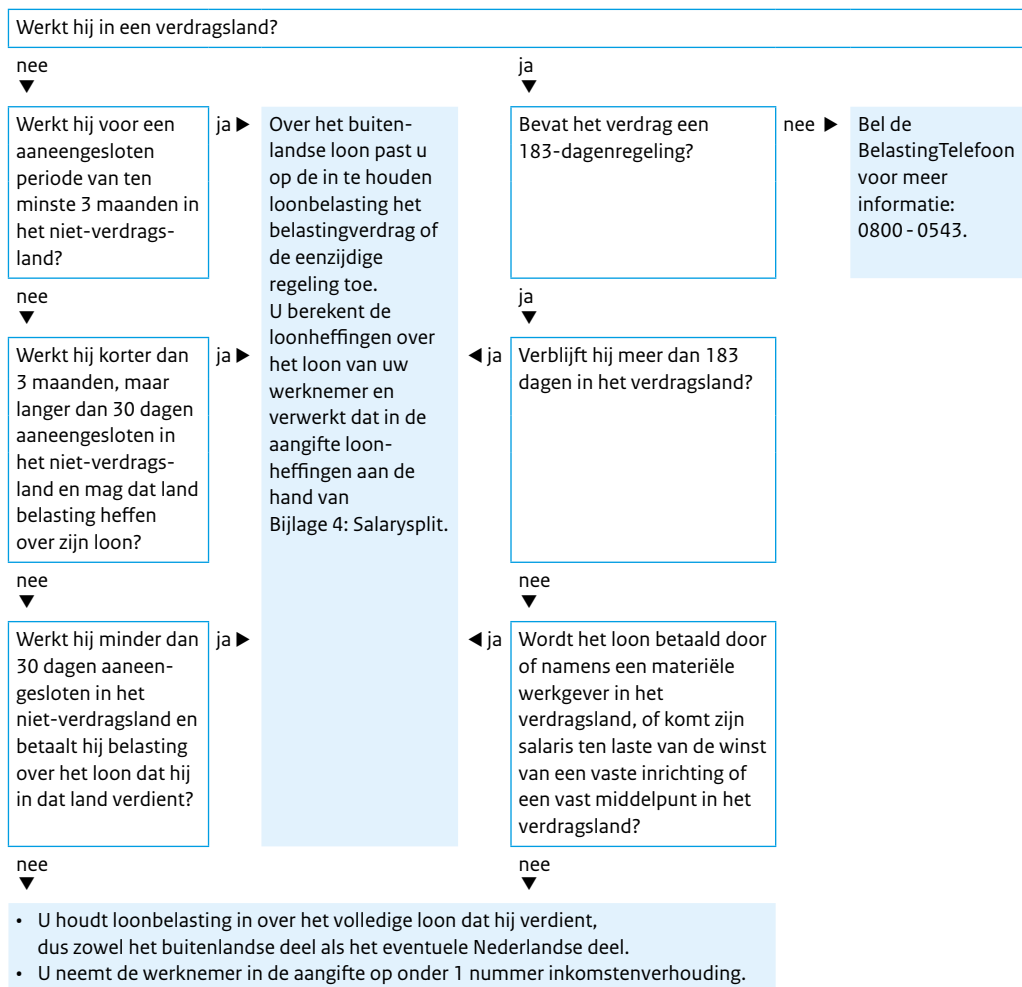 Werkt hij in een verdragsland?
nee
▼
ja
▼
Werkt hij voor een
aaneengesloten
periode van ten
minste 3 maanden in
het niet-verdrags-
land?
ja ▶
Over het buiten-
landse loon past u
op de in te houden
loonbelasting het
belastingverdrag of
de eenzijdige
regeling toe.
U berekent de
loonheffingen over
het loon van uw
werknemer en
verwerkt dat in de
aangifte loon-
heffingen aan de
hand van
Bijlage 4: Salarysplit.
Bevat het verdrag een
183-dagenregeling?
nee ▶
Bel de
BelastingTelefoon
voor meer
informatie:
0800 - 0543.
nee
▼
ja
▼
Werkt hij korter dan
3 maanden, maar
langer dan 30 dagen
aaneengesloten in
het niet-verdrags-
land en mag dat land
belasting heffen
over zijn loon?
ja ▶
◀ ja
Verblijft hij meer dan 183
dagen in het verdragsland?
nee
▼
nee
▼
Werkt hij minder dan
30 dagen aaneen-
gesloten in het
niet-verdragsland en
betaalt hij belasting
over het loon dat hij
in dat land verdient?
ja ▶
◀ ja
Wordt het loon betaald door
of namens een materiële
werkgever in het
verdragsland, of komt zijn
salaris ten laste van de winst
van een vaste inrichting of
een vast middelpunt in het
verdragsland?
nee
▼
nee
▼
• U houdt loonbelasting in over het volledige loon dat hij verdient,
dus zowel het buitenlandse deel als het eventuele Nederlandse deel.
• U neemt de werknemer in de aangifte op onder 1 nummer inkomstenverhouding.